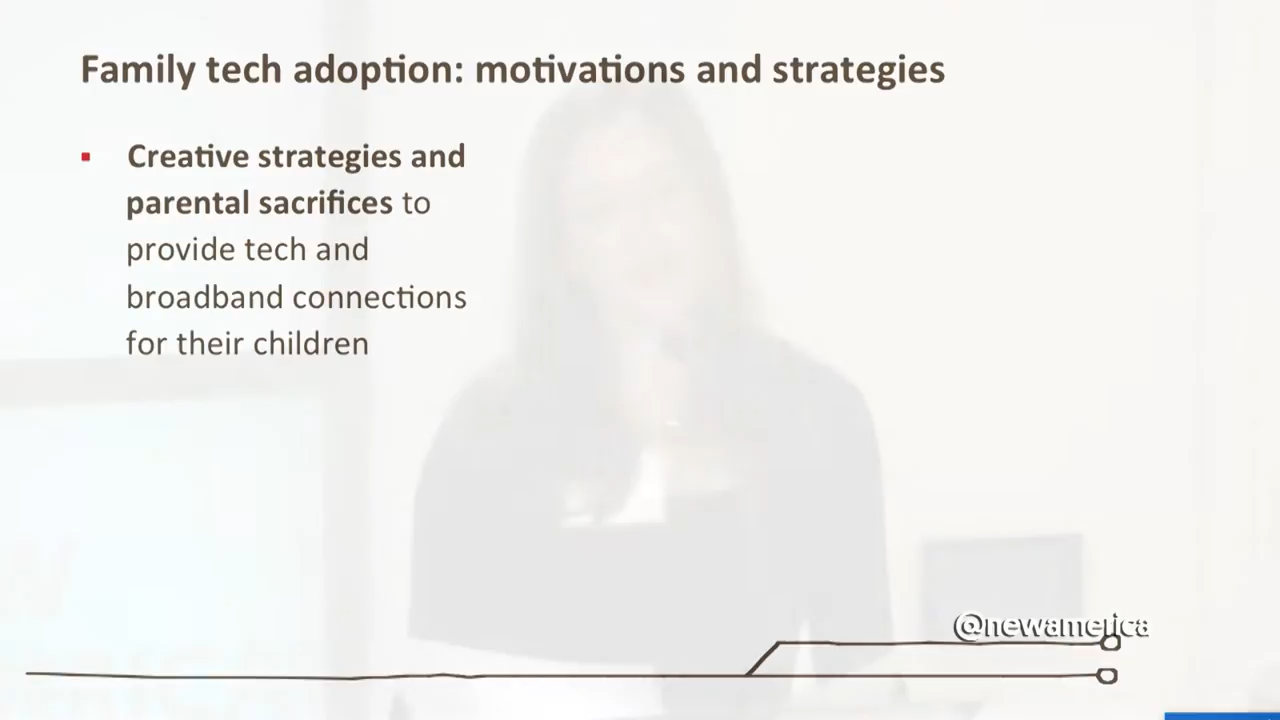 Family tech adoption: motivations and strategies
Creative strategies and
parental sacrifices to
provide tech and
broadband connections
for their children
@newamerica